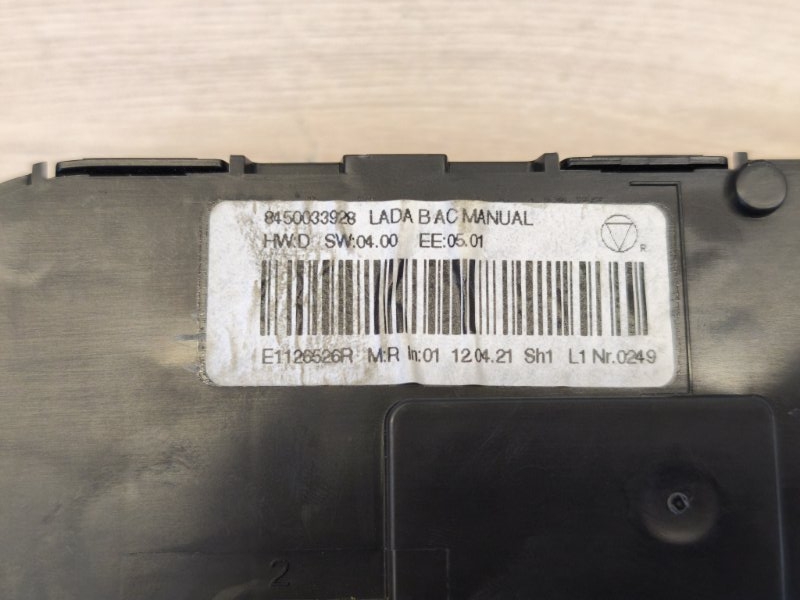 8450033928 LADA B AC MANUAL
HW:D SW:04.00 EE:05.01
R
E1126526R M:R In:01 12.04.21 Sh1 L1 Nr.0249
2